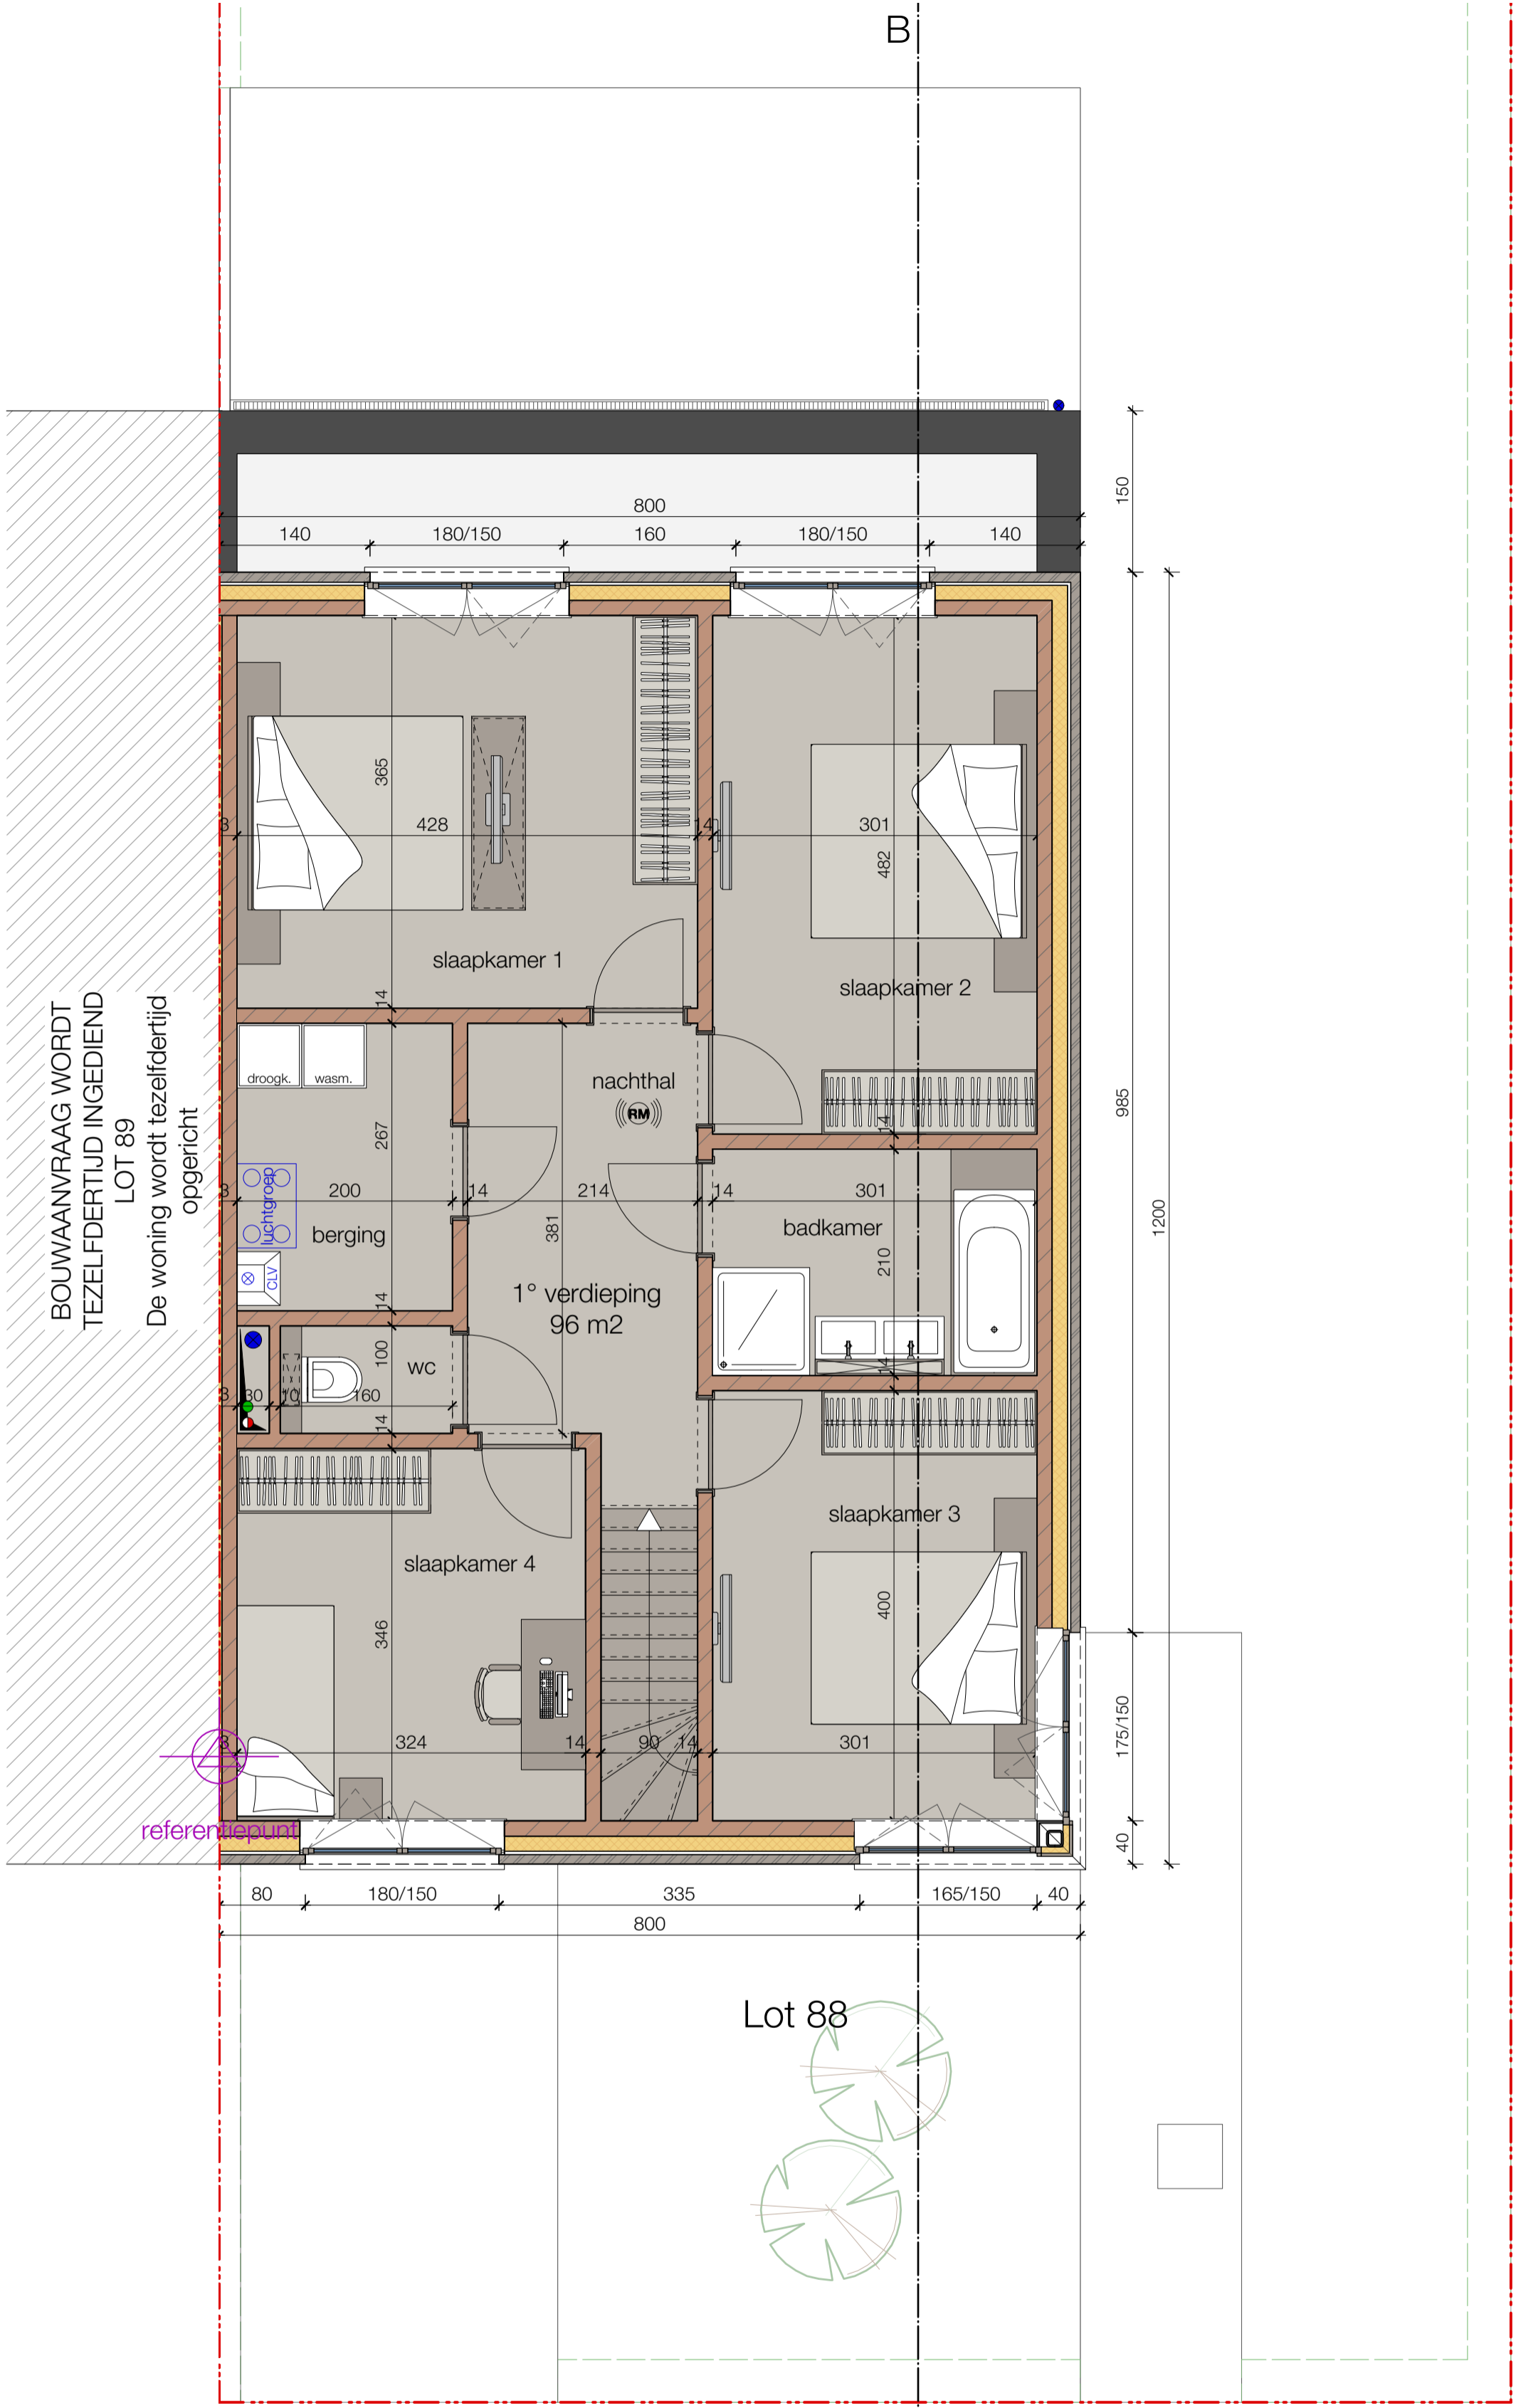 B
800
140
180/150
160
180/150
140
150
365
3
428
14
301
482
slaapkamer 1
slaapkamer 2
14
BOUWAANVRAAG WORDT
TEZELFDERTIJD INGEDIEND
LOT 89
De woning wordt tezelfdertijd
opgericht
droogk.
wasm.
nachthal
RM
14
985
267
3
200
14
214
14
301
luchtgroep
berging
381
badkamer
210
1200
CLV
14
1° verdieping
96 m2
100
wc
14
3
30
10
160
14
slaapkamer 3
slaapkamer 4
346
400
175/150
3
324
14
90
14
301
referentiepunt
40
80
180/150
335
165/150
40
800
Lot 88